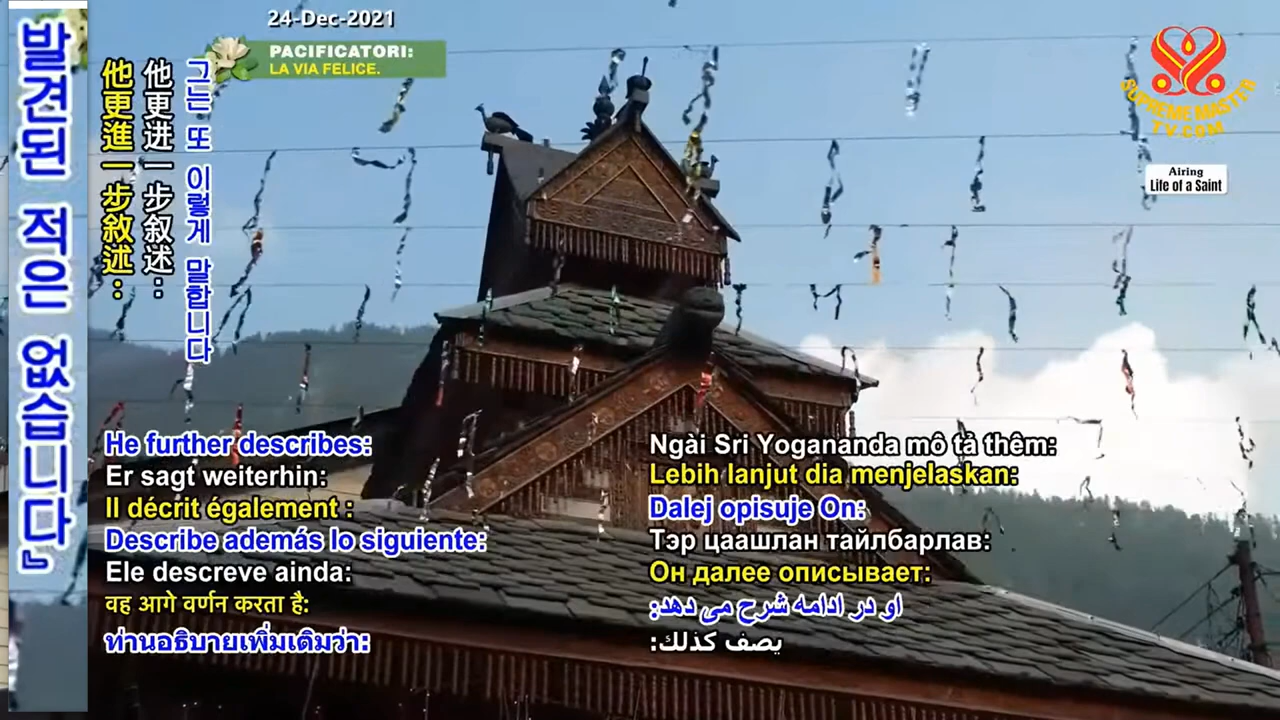 발견된 적은 없습니다』
24-Dec-2021
PACIFICATORI:
LA VIA FELICE.
SUPREME MASTER
TV.COM
Airing
Life of a Saint
他更進一步敘述：
他更进一步叙述：
그는 또 이렇게 말합니다
He further describes:
Er sagt weiterhin:
Il décrit également :
Describe además lo siguiente:
Ele descreve ainda:
वह आगे वर्णन करता है:
ท่านอธิบายเพิ่มเติมว่า:
Ngài Sri Yogananda mô tả thêm:
Lebih lanjut dia menjelaskan:
Dalej opisuje On:
Тэр цаашлан тайлбарлав:
Он далее описывает:
او در ادامه شرح می دهد:
يصف كذلك: